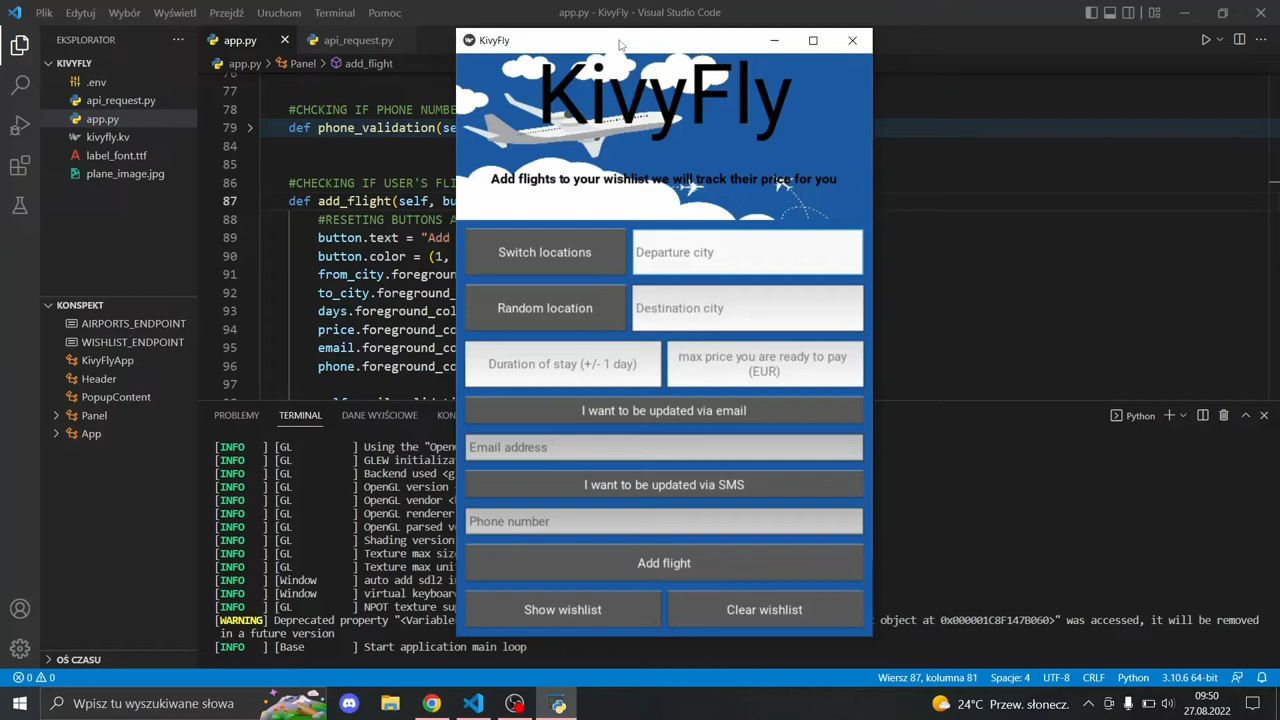 Plik Edytuj Wybór Wyświetl Przejdź Uruchom Terminal Pomoc
app.py - KivyFly - Visual Studio Code
EKSPLORATOR
KIVYFLY
.env
api_request.py
app.py
kivyfly.kv
label_font.ttf
plane_image.jpg
KONSPEKT
AIRPORTS_ENDPOINT
WISHLIST_ENDPOINT
KivyFlyApp
Header
PopupContent
Panel
App
OŚ CZASU
app.py
api_request.py
app.py > Panel > add_flight
77
78 #CHCKING IF PHONE NUMBE
79 def phone_validation(se
84
85
86 #CHECKING IF USER'S FLI
87 def add_flight(self, bu
88 #RESETING BUTTONS A
89 button.text = "Add
90 button.color = (1,
91 from_city.foreground
92 to_city.foreground_
93 days.foreground_col
94 price.foreground_co
95 email.foreground_co
96 phone.foreground_co
97
PROBLEMY TERMINAL DANE WYJŚCIOWE
Python
[INFO ] [GL ] Using the "Open
[INFO ] [GL ] GLEW initializa
[INFO ] [GL ] Backend used <g
[INFO ] [GL ] OpenGL version
[INFO ] [GL ] OpenGL vendor <
[INFO ] [GL ] OpenGL renderer
[INFO ] [GL ] OpenGL parsed v
[INFO ] [GL ] Shading version
[INFO ] [GL ] Texture max size
[INFO ] [GL ] Texture max uni
[INFO ] [Window ] auto add sdl2 i
[INFO ] [Window ] virtual keyboar
[INFO ] [GL ] NPOT texture sup
[WARNING] Deprecated property "<Variable
object at 0x000001C8F147B060>" was accessed, it will be removed
in a future version
[INFO ] [Base ] Start application main loop
KivyFly
KivyFly
Add flights to your wishlist we will track their price for you
Switch locations
Departure city
Random location
Destination city
Duration of stay (+/- 1 day)
max price you are ready to pay
(EUR)
I want to be updated via email
Email address
I want to be updated via SMS
Phone number
Add flight
Show wishlist
Clear wishlist
0 0
Wiersz 87, kolumna 81 Spacje: 4 UTF-8 CRLF Python 3.10.6 64-bit
Wpisz tu wyszukiwane słowa
24°C Przew. słonecz.
09:50
27.08.2022